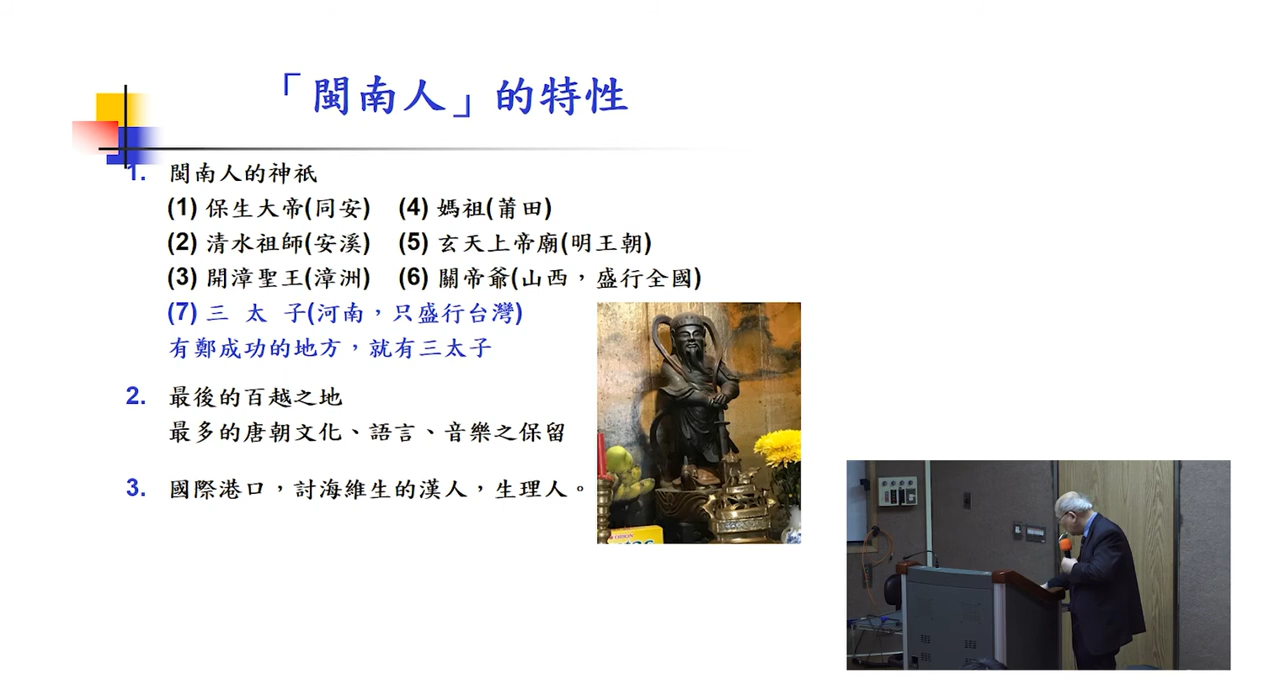 「閩南人」的特性
1. 閩南人的神祇
(1) 保生大帝(同安) (4) 媽祖(莆田)
(2) 清水祖師(安溪) (5) 玄天上帝廟(明王朝)
(3) 開漳聖王(漳洲) (6) 關帝爺(山西，盛行全國)
(7) 三 太 子(河南，只盛行台灣)
有鄭成功的地方，就有三太子
2. 最後的百越之地
最多的唐朝文化、語言、音樂之保留
3. 國際港口，討海維生的漢人，生理人。